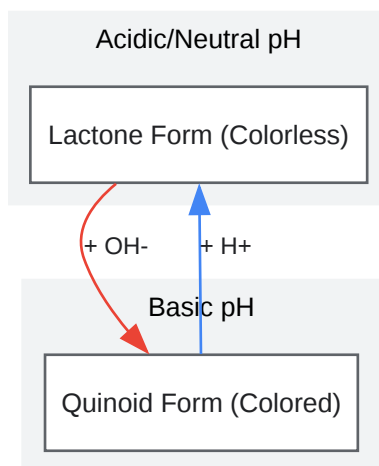 Acidic/Neutral pH
Lactone Form (Colorless)
+ OH-
+ H+
Basic pH
Quinoid Form (Colored)